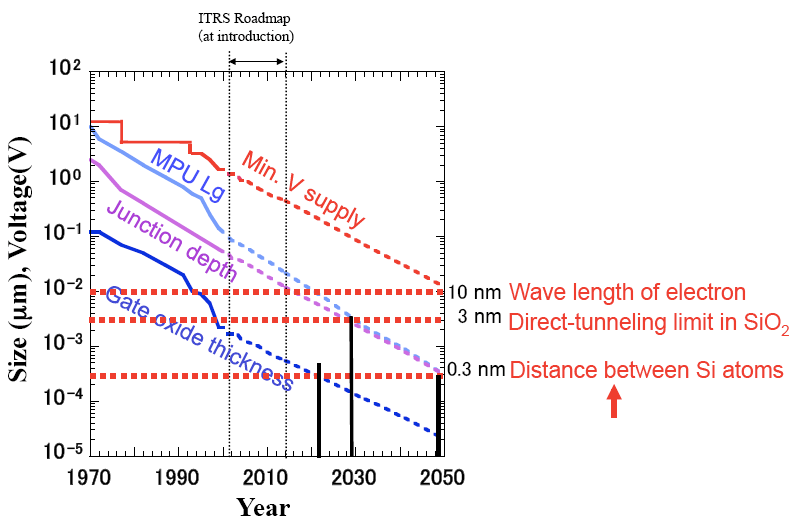 ITRS Roadmap
(at introduction)
10²
10¹
10⁰
10⁻¹
10⁻²
10⁻³
10⁻⁴
10⁻⁵
Size (μm), Voltage(V)
Min. V supply
MPU Lg
Junction depth
Gate oxide thickness
10 nm Wave length of electron
3 nm Direct-tunneling limit in SiO₂
0.3 nm Distance between Si atoms
1970 1990 2010 2030 2050
Year